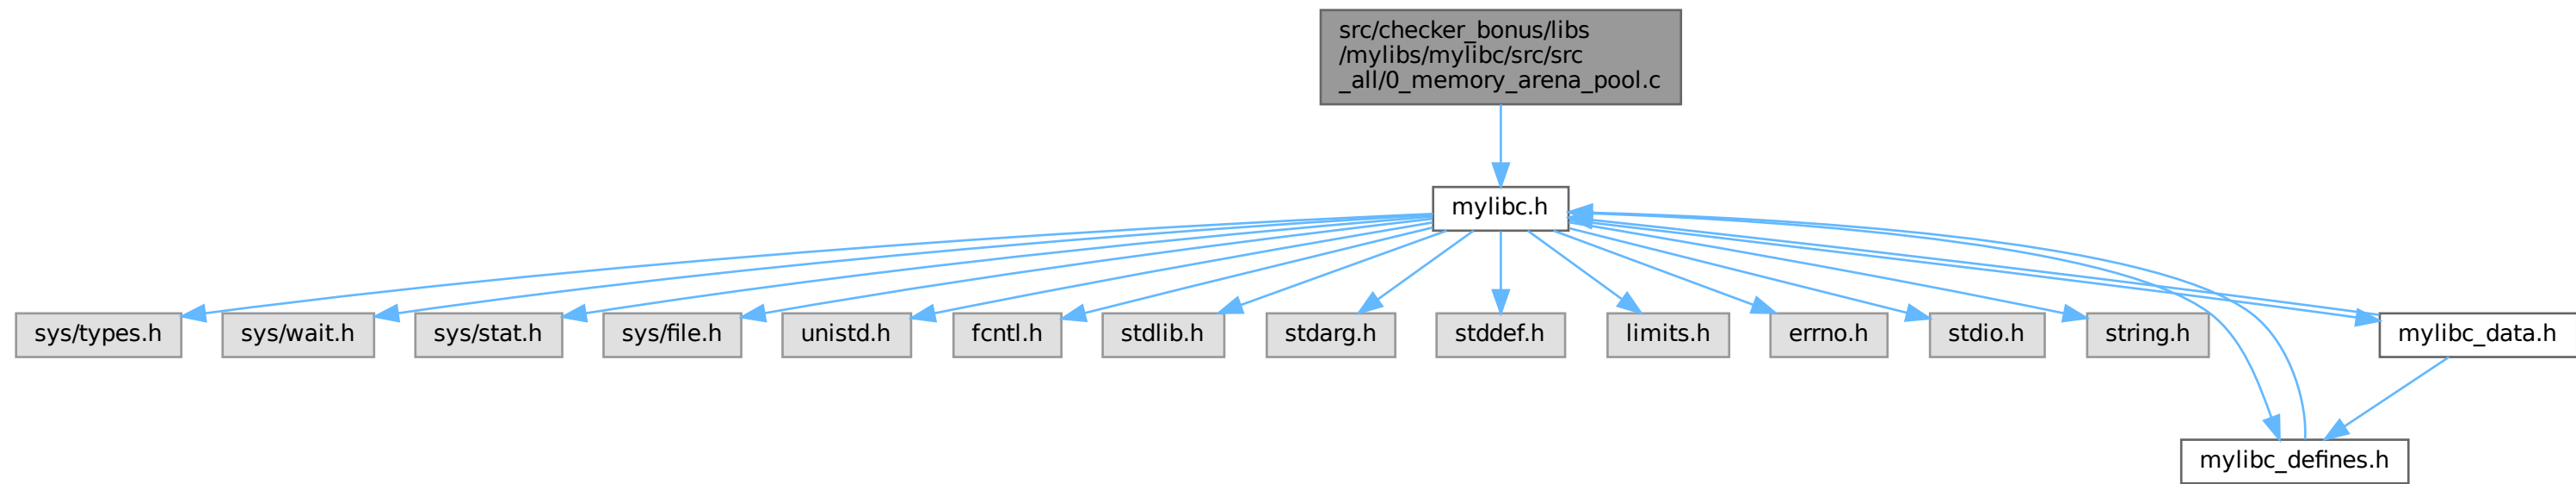 src/checker_bonus/libs
/mylibs/mylibc/src/src
_all/0_memory_arena_pool.c
mylibc.h
sys/types.h
sys/wait.h
sys/stat.h
sys/file.h
unistd.h
fcntl.h
stdlib.h
stdarg.h
stddef.h
limits.h
errno.h
stdio.h
string.h
mylibc_data.h
mylibc_defines.h